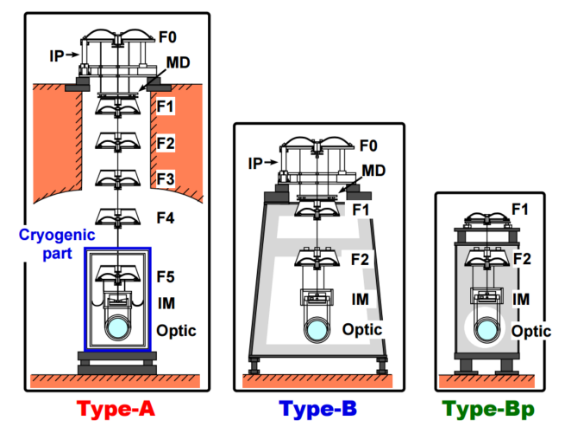 F0
IP
MD
F1
F2
F3
F4
Cryogenic
part
F5
IM
Optic
Type-A
F0
IP
MD
F1
F2
IM
Optic
Type-B
F1
F2
IM
Optic
Type-Bp